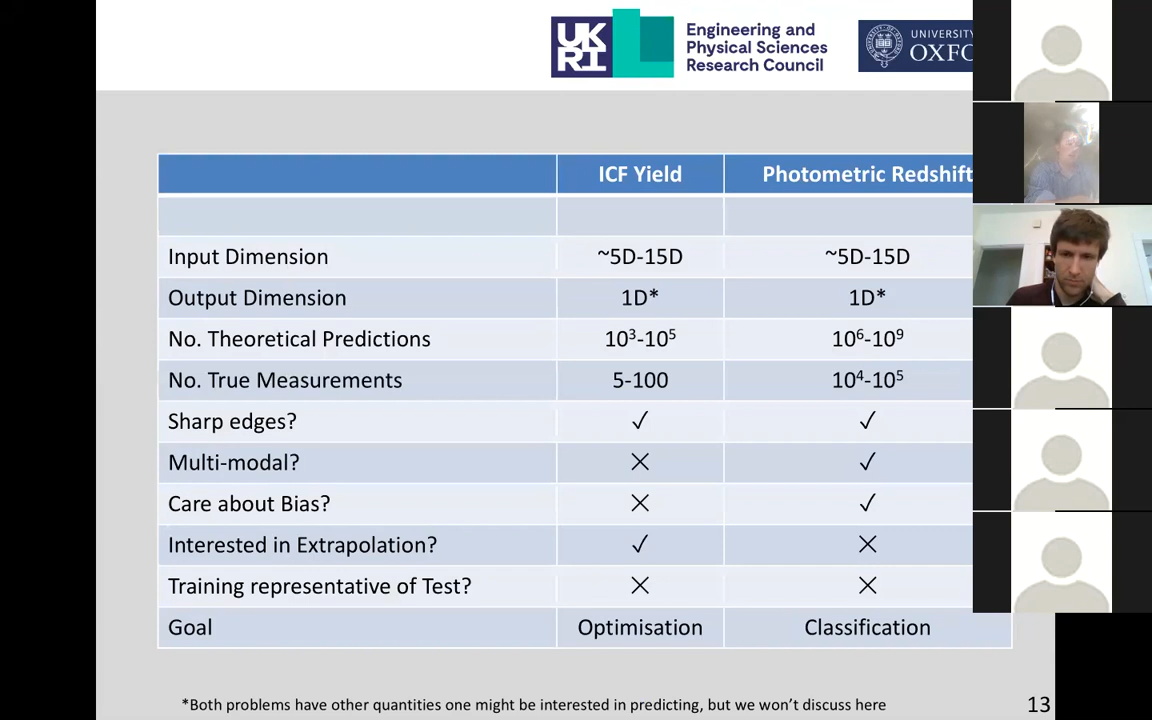 UK
RI
Engineering and
Physical Sciences
Research Council
UNIVERSITY
ICF Yield Photometric Redshift
Input Dimension ~5D-15D ~5D-15D
Output Dimension 1D* 1D*
No. Theoretical Predictions 10³-10⁵ 10⁶-10⁹
No. True Measurements 5-100 10⁴-10⁵
Sharp edges? ✓ ✓
Multi-modal? × ✓
Care about Bias? × ✓
Interested in Extrapolation? ✓ ×
Training representative of Test? × ×
Goal Optimisation Classification
*Both problems have other quantities one might be interested in predicting, but we won't discuss here
13